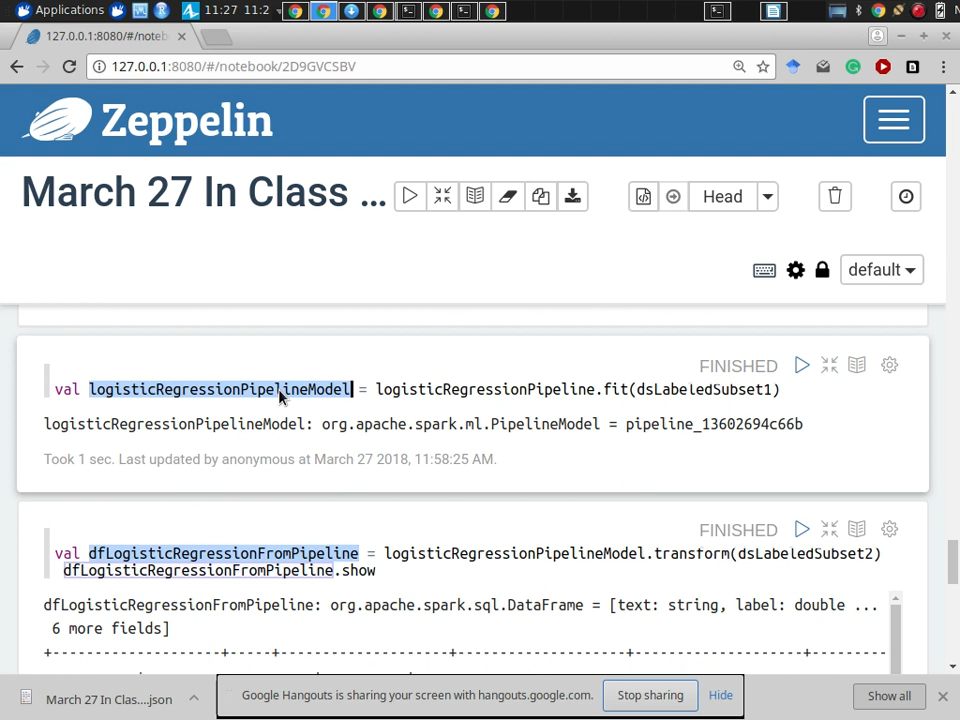 Applications 11:27 11:2
127.0.0.1:8080/#/noteb
127.0.0.1:8080/#/notebook/2D9GVCSBV
Zeppelin
March 27 In Class ...
Head
default
FINISHED
val logisticRegressionPipelineModel = logisticRegressionPipeline.fit(dsLabeledSubset1)
logisticRegressionPipelineModel: org.apache.spark.ml.PipelineModel = pipeline_13602694c66b
Took 1 sec. Last updated by anonymous at March 27 2018, 11:58:25 AM.
FINISHED
val dfLogisticRegressionFromPipeline = logisticRegressionPipelineModel.transform(dsLabeledSubset2)
dfLogisticRegressionFromPipeline.show
dfLogisticRegressionFromPipeline: org.apache.spark.sql.DataFrame = [text: string, label: double ...
6 more fields]
+--------------------+-----+--------------------+--------------------+--------------------+---------
March 27 In Clas....json
Google Hangouts is sharing your screen with hangouts.google.com.
Stop sharing
Hide
Show all